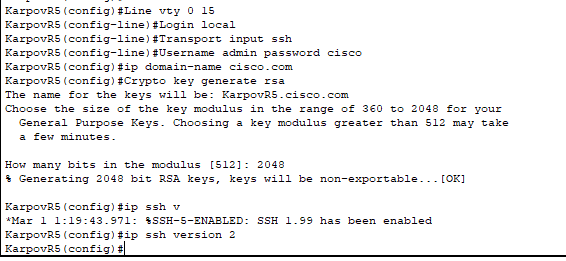 KarpovR5(config)#Line vty 0 15
KarpovR5(config-line)#Login local
KarpovR5(config-line)#Transport input ssh
KarpovR5(config-line)#Username admin password cisco
KarpovR5(config)#ip domain-name cisco.com
KarpovR5(config)#Crypto key generate rsa
The name for the keys will be: KarpovR5.cisco.com
Choose the size of the key modulus in the range of 360 to 2048 for your
General Purpose Keys. Choosing a key modulus greater than 512 may take
a few minutes.
How many bits in the modulus [512]: 2048
% Generating 2048 bit RSA keys, keys will be non-exportable...[OK]
KarpovR5(config)#ip ssh v
*Mar 1 1:19:43.971: %SSH-5-ENABLED: SSH 1.99 has been enabled
KarpovR5(config)#ip ssh version 2
KarpovR5(config)#